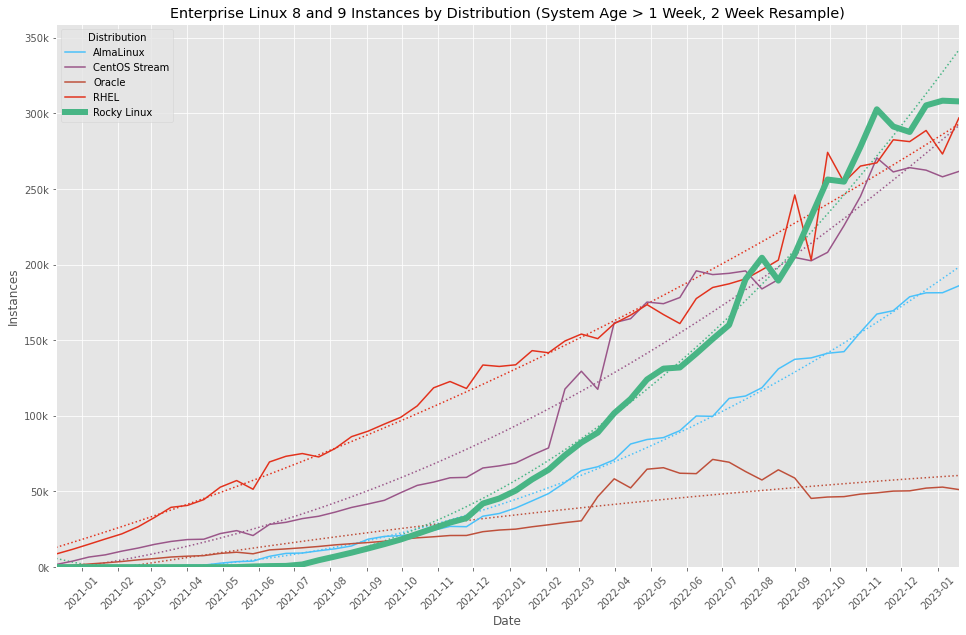 Enterprise Linux 8 and 9 Instances by Distribution (System Age > 1 Week, 2 Week Resample)
Distribution
AlmaLinux
CentOS Stream
Oracle
RHEL
Rocky Linux
350k
300k
250k
200k
150k
100k
50k
0k
Instances
2021-01
2021-02
2021-03
2021-04
2021-05
2021-06
2021-07
2021-08
2021-09
2021-10
2021-11
2021-12
2022-01
2022-02
2022-03
2022-04
2022-05
2022-06
2022-07
2022-08
2022-09
2022-10
2022-11
2022-12
2023-01
Date